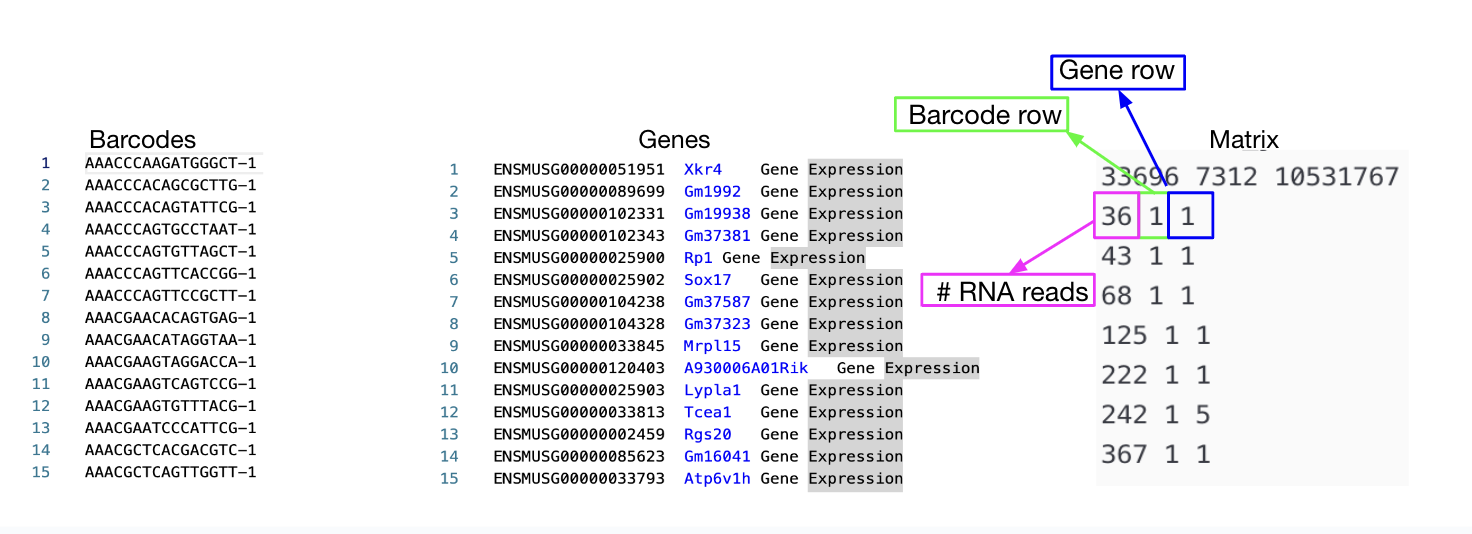 Gene row
Barcode row
Barcodes
1 AAACCCAAGATGGGCT-1
2 AAACCCACAGCGCTTG-1
3 AAACCCACAGTATTCG-1
4 AAACCCAGTGCCTAAT-1
5 AAACCCAGTGTTAGCT-1
6 AAACCCAGTTCACCGG-1
7 AAACCCAGTTCCGCTT-1
8 AAACGAACACAGTGAG-1
9 AAACGAACATAGGTAA-1
10 AAACGAAGTAGGACCA-1
11 AAACGAAGTCAGTCCG-1
12 AAACGAAGTGTTTACG-1
13 AAACGAATCCCATTCG-1
14 AAACGCTCACGACGTC-1
15 AAACGCTCAGTTGGTT-1
Genes
1 ENSMUSG00000051951 Xkr4 Gene Expression
2 ENSMUSG00000089699 Gm1992 Gene Expression
3 ENSMUSG00000102331 Gm19938 Gene Expression
4 ENSMUSG00000102343 Gm37381 Gene Expression
5 ENSMUSG00000025900 Rp1 Gene Expression
6 ENSMUSG00000025902 Sox17 Gene Expression
7 ENSMUSG00000104238 Gm37587 Gene Expression
8 ENSMUSG00000104328 Gm37323 Gene Expression
9 ENSMUSG00000033845 Mrpl15 Gene Expression
10 ENSMUSG00000120403 A930006A01Rik Gene Expression
11 ENSMUSG00000025903 Lypla1 Gene Expression
12 ENSMUSG00000033813 Tcea1 Gene Expression
13 ENSMUSG00000002459 Rgs20 Gene Expression
14 ENSMUSG00000085623 Gm16041 Gene Expression
15 ENSMUSG00000033793 Atp6v1h Gene Expression
# RNA reads
Matrix
33696 7312 10531767
36 1 1
43 1 1
68 1 1
125 1 1
222 1 1
242 1 5
367 1 1